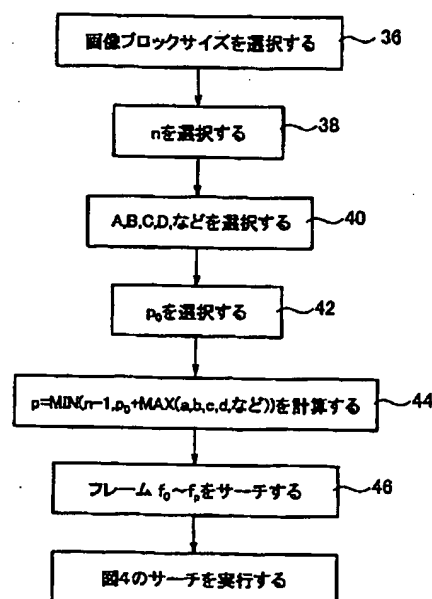 画像ブロックサイズを選択する
36
nを選択する
38
A,B,C,D,などを選択する
40
p₀を選択する
42
p=MIN(n-1,p₀+MAX(a,b,c,d,など))を計算する
44
フレーム f₀~fₚをサーチする
46
図4のサーチを実行する